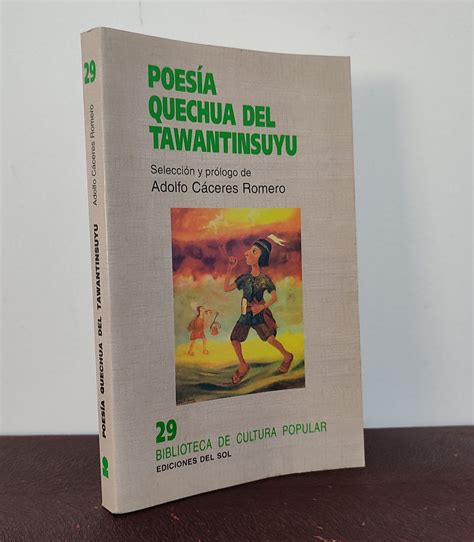 POESÍA
QUECHUA DEL
TAWANTINSUYU
Selección y prólogo de
Adolfo Cáceres Romero
29
BIBLIOTECA DE CULTURA POPULAR
EDICIONES DEL SOL
29
Adolfo Cáceres Romero
POESÍA QUECHUA DEL TAWANTINSUYU